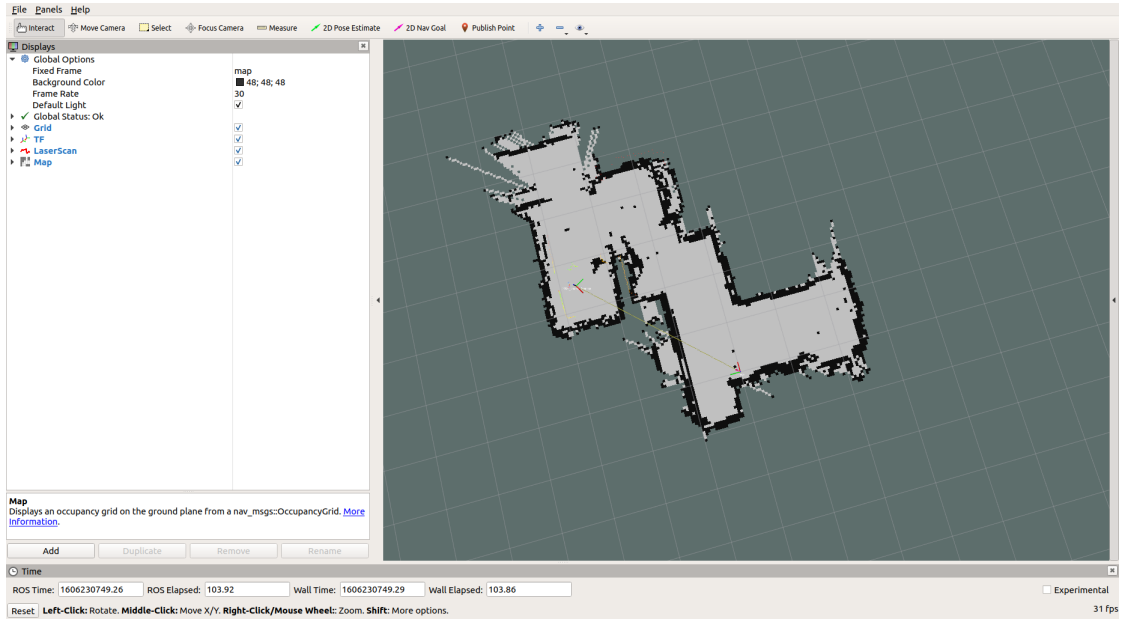 File Panels Help
Interact Move Camera Select Focus Camera Measure 2D Pose Estimate 2D Nav Goal Publish Point
Displays
Global Options
Fixed Frame map
Background Color 48; 48; 48
Frame Rate 30
Default Light
Global Status: Ok
Grid
TF
LaserScan
Map
Map
Displays an occupancy grid on the ground plane from a nav_msgs::OccupancyGrid. More
Information.
Add Duplicate Remove Rename
Time
ROS Time: 1606230749.26 ROS Elapsed: 103.92 Wall Time: 1606230749.29 Wall Elapsed: 103.86 Experimental
Reset Left-Click: Rotate. Middle-Click: Move X/Y. Right-Click/Mouse Wheel:: Zoom. Shift: More options. 31 fps